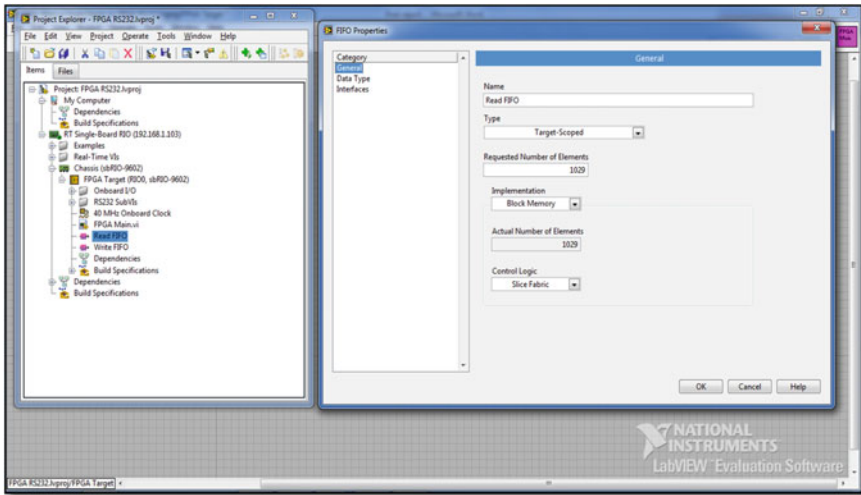 Project Explorer - FPGA RS232.lvproj *
File Edit View Project Operate Tools Window Help
Items Files
Project: FPGA RS232.lvproj
My Computer
Dependencies
Build Specifications
RT Single-Board RIO (192.168.1.103)
Examples
Real-Time VIs
Chassis (sbRIO-9602)
FPGA Target (RIO0, sbRIO-9602)
Onboard I/O
RS232 SubVIs
40 MHz Onboard Clock
FPGA Main.vi
Read FIFO
Write FIFO
Dependencies
Build Specifications
Dependencies
Build Specifications
FIFO Properties
Category
General
Data Type
Interfaces
General
Name
Read FIFO
Type
Target-Scoped
Requested Number of Elements
1029
Implementation
Block Memory
Actual Number of Elements
1029
Control Logic
Slice Fabric
OK Cancel Help
NATIONAL
INSTRUMENTS
LabVIEW™ Evaluation Software
FPGA RS232.lvproj/FPGA Target